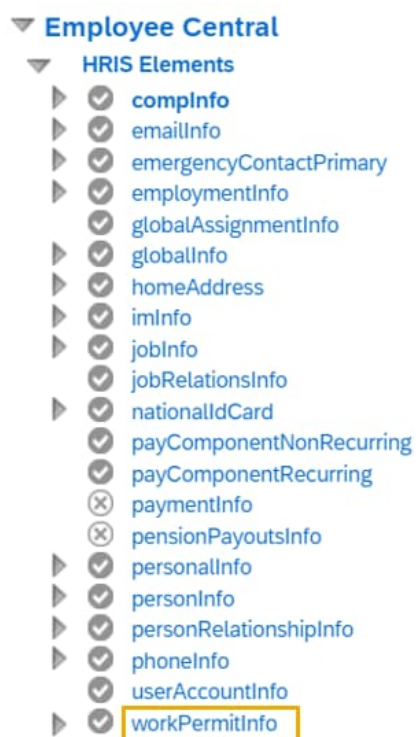 Employee Central
HRIS Elements
compInfo
emailInfo
emergencyContactPrimary
employmentInfo
globalAssignmentInfo
globalInfo
homeAddress
imInfo
jobInfo
jobRelationsInfo
nationalIdCard
payComponentNonRecurring
payComponentRecurring
paymentInfo
pensionPayoutsInfo
personalInfo
personInfo
personRelationshipInfo
phoneInfo
userAccountInfo
workPermitInfo